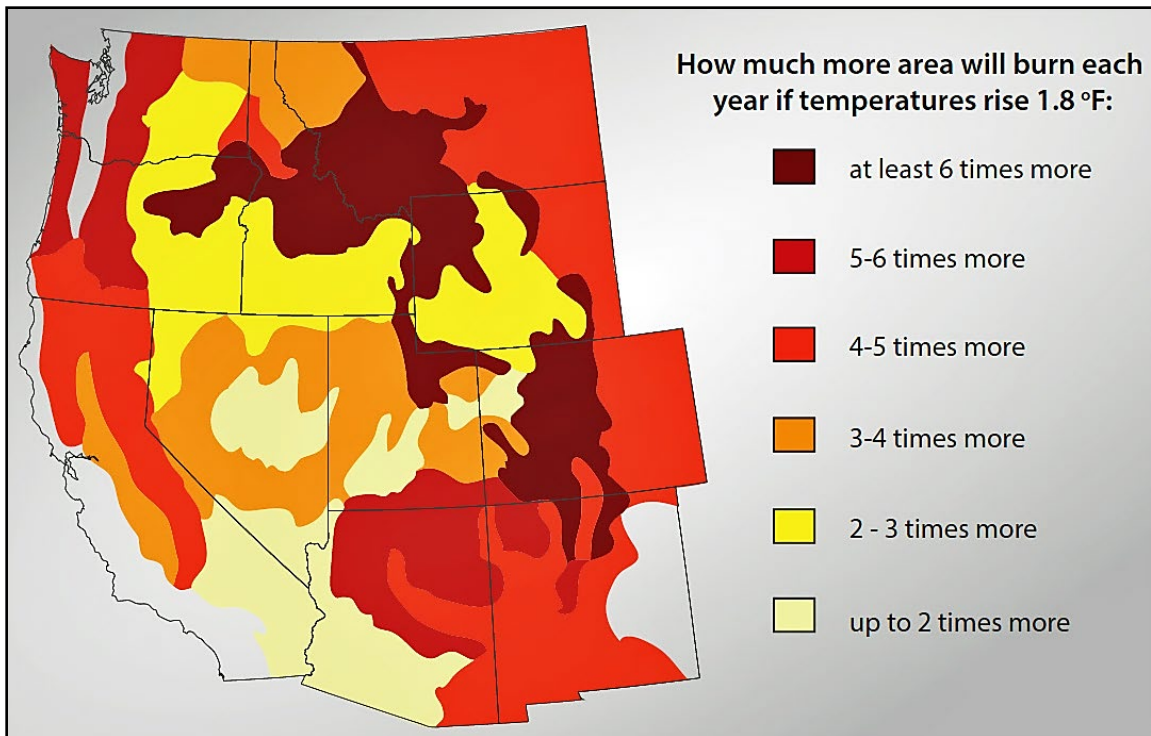 How much more area will burn each
year if temperatures rise 1.8 ºF:
at least 6 times more
5-6 times more
4-5 times more
3-4 times more
2 - 3 times more
up to 2 times more